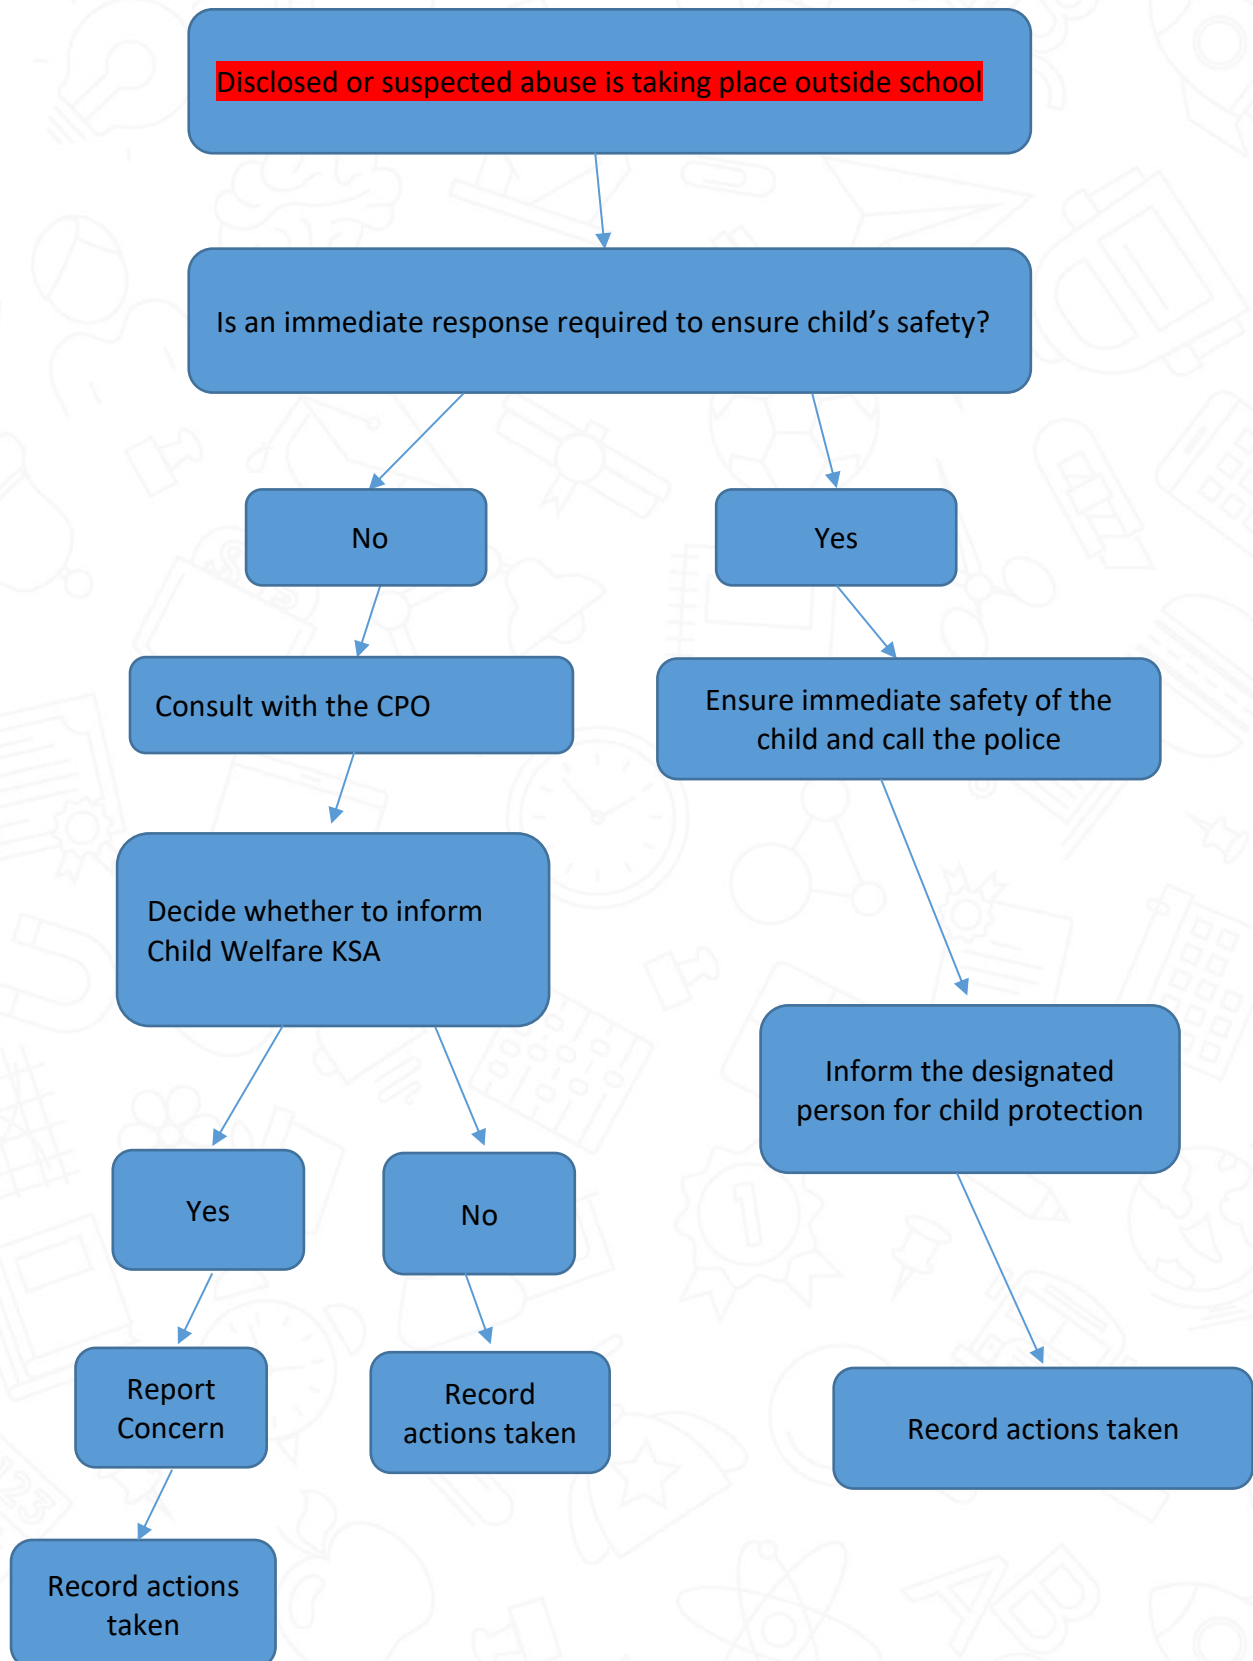 Disclosed or suspected abuse is taking place outside school
Is an immediate response required to ensure child’s safety?
No
Yes
Consult with the CPO
Ensure immediate safety of the
child and call the police
Decide whether to inform
Child Welfare KSA
Inform the designated
person for child protection
Yes
No
Report
Concern
Record
actions taken
Record actions taken
Record actions
taken